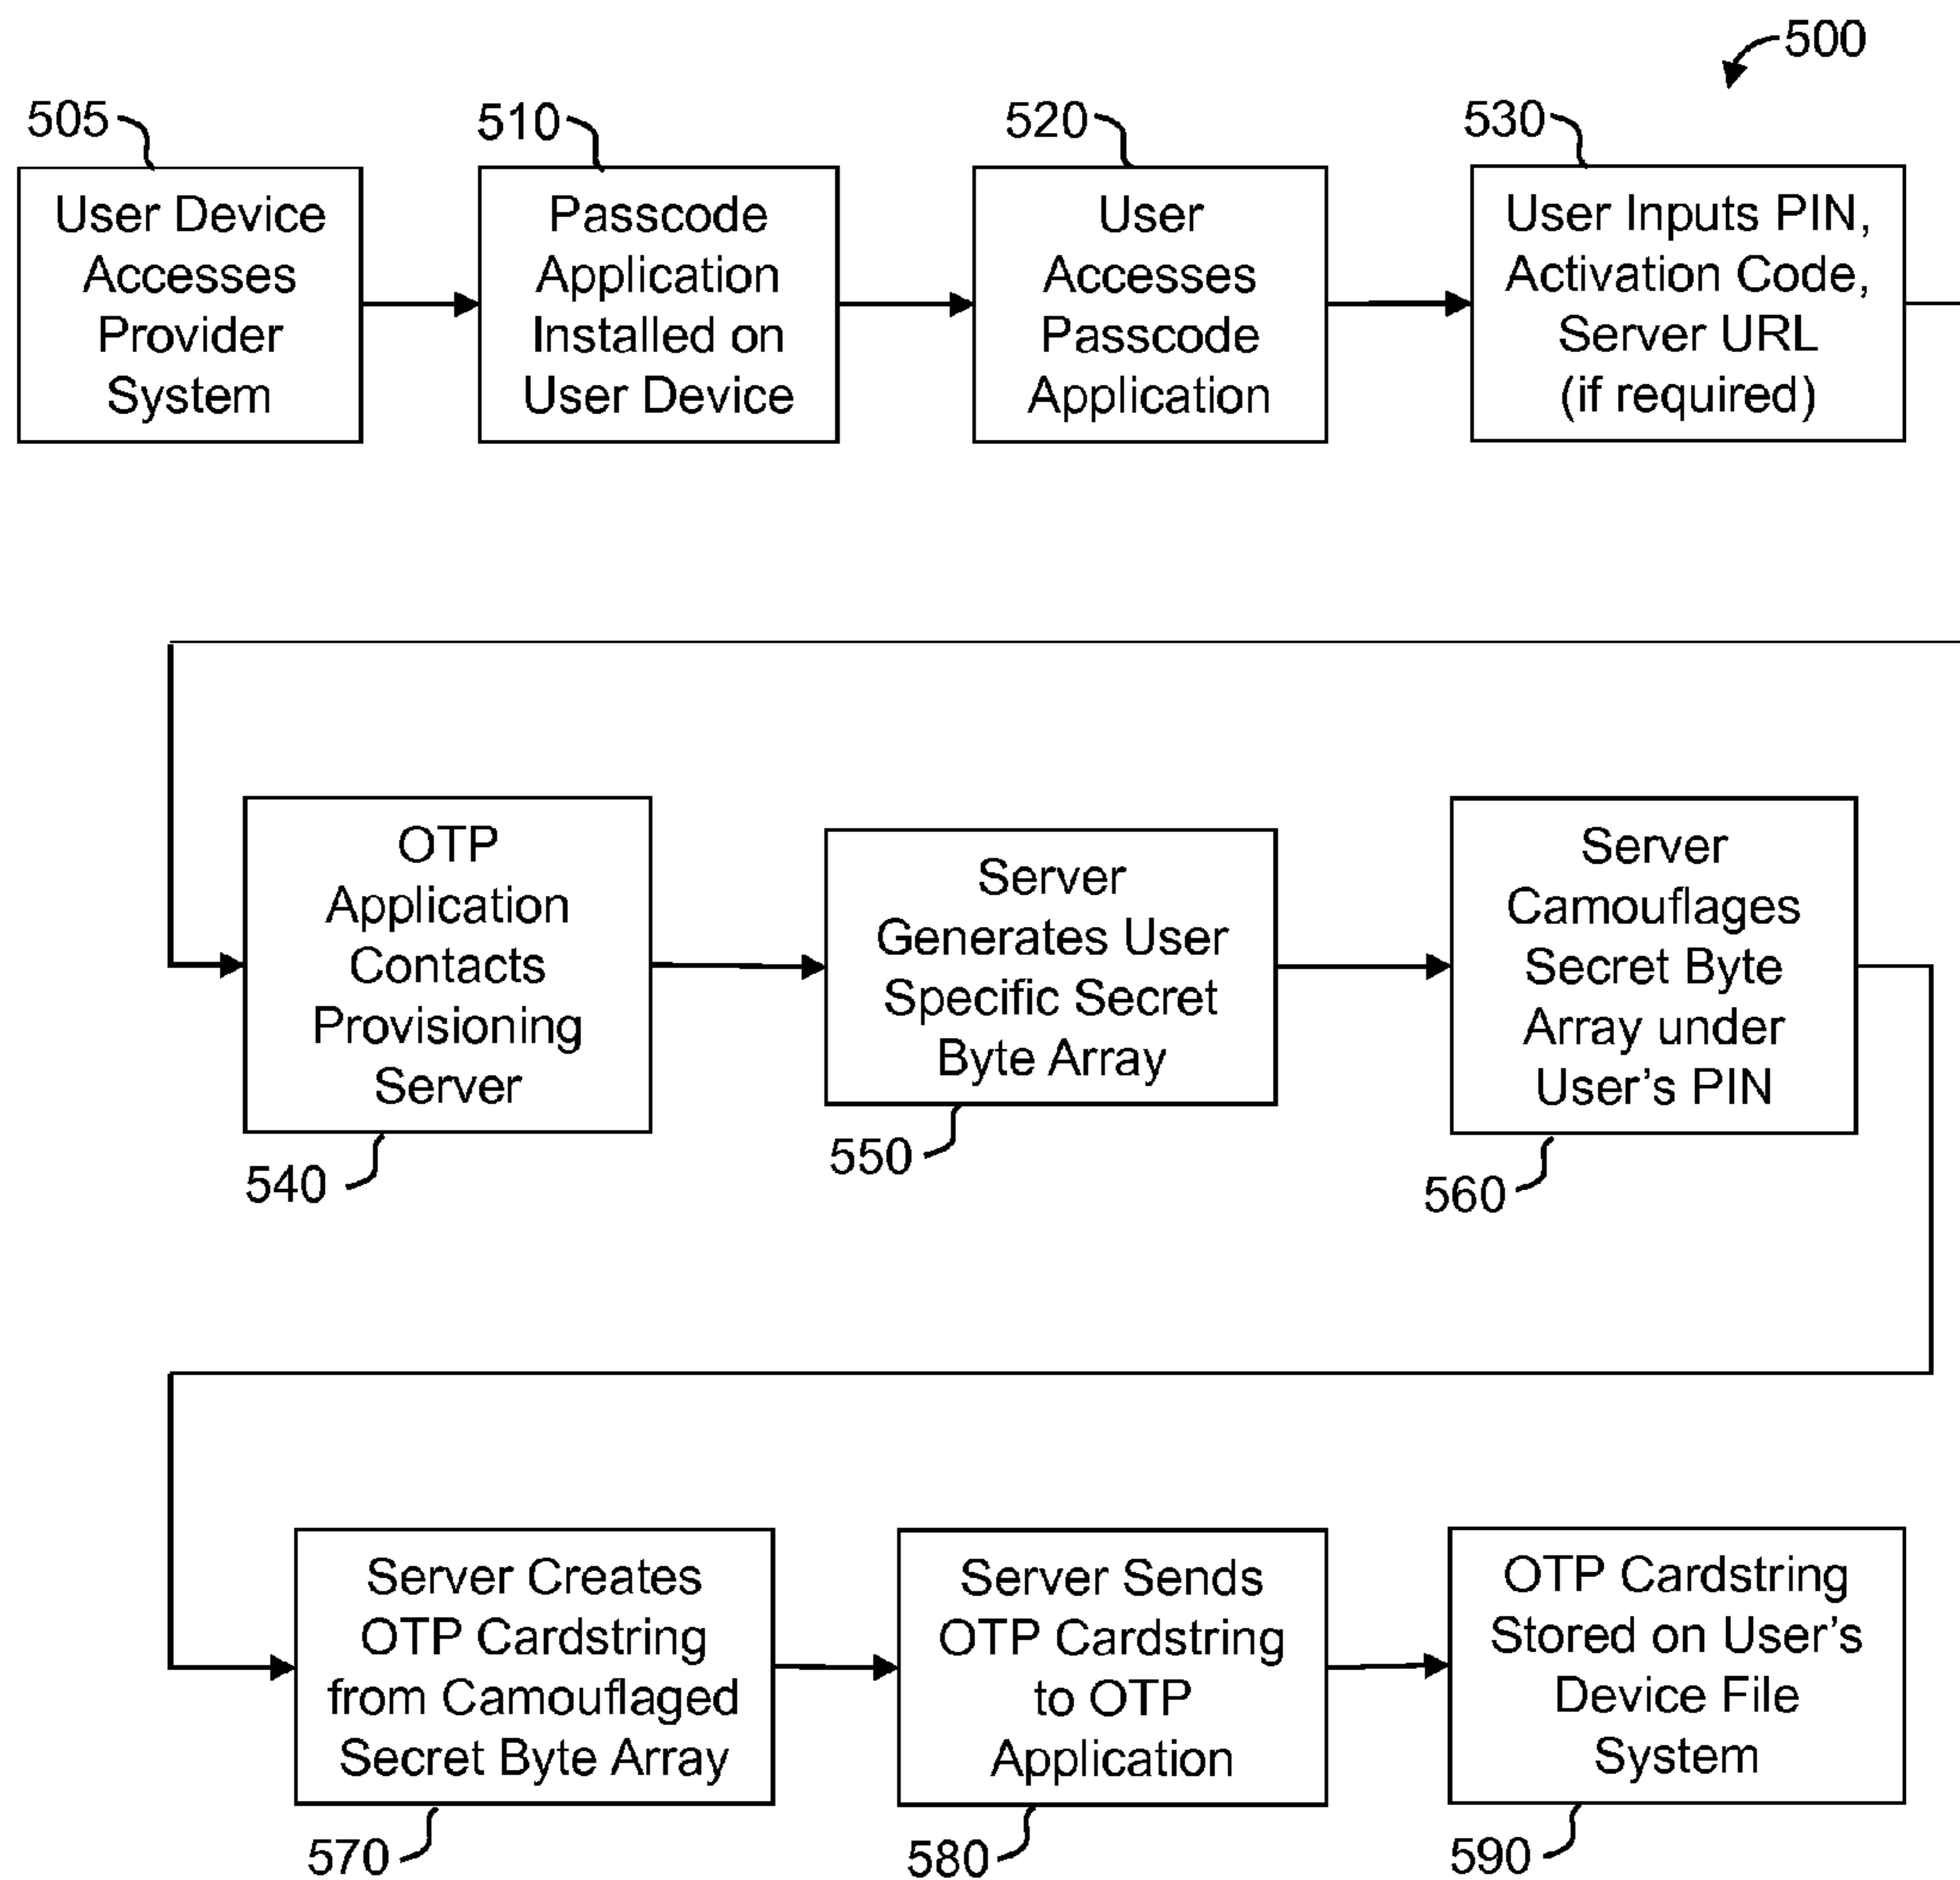 500
505
User Device
Accesses
Provider
System
510
Passcode
Application
Installed on
User Device
520
User
Accesses
Passcode
Application
530
User Inputs PIN,
Activation Code,
Server URL
(if required)
OTP
Application
Contacts
Provisioning
Server
540
Server
Generates User
Specific Secret
Byte Array
550
Server
Camouflages
Secret Byte
Array under
User's PIN
560
Server Creates
OTP Cardstring
from Camouflaged
Secret Byte Array
570
Server Sends
OTP Cardstring
to OTP
Application
580
OTP Cardstring
Stored on User's
Device File
System
590